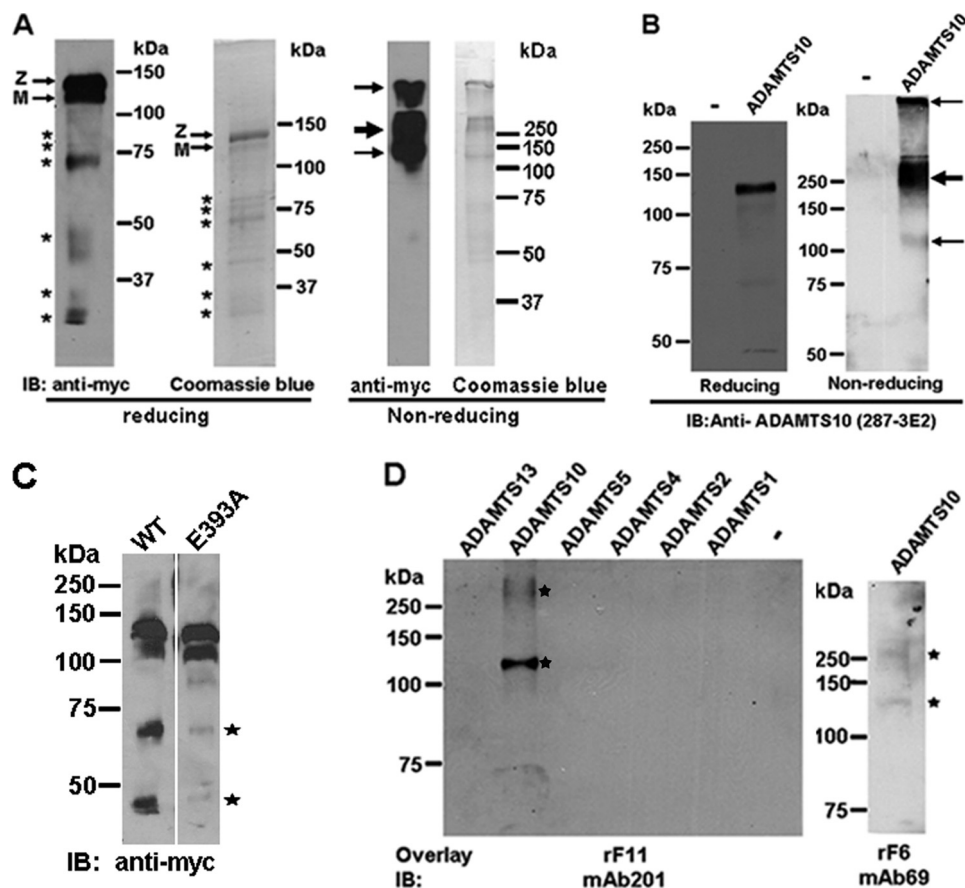 A
kDa
kDa
kDa
Z
M
150
100
75
50
37
*
*
*
*
*
*
Z
M
150
100
75
50
37
*
*
*
*
*
*
250
150
100
75
50
37
IB: anti-myc
Coomassie blue
anti-myc
Coomassie blue
reducing
Non-reducing
B
-
ADAMTS10
-
ADAMTS10
kDa
kDa
250
150
100
75
50
250
150
100
75
50
Reducing
Non-reducing
IB:Anti- ADAMTS10 (287-3E2)
C
WT
E393A
kDa
250
150
100
75
50
IB: anti-myc
D
ADAMTS13
ADAMTS10
ADAMTS5
ADAMTS4
ADAMTS2
ADAMTS1
-
ADAMTS10
kDa
250
150
100
75
kDa
250
150
100
75
Overlay
rF11
rF6
IB:
mAb201
mAb69